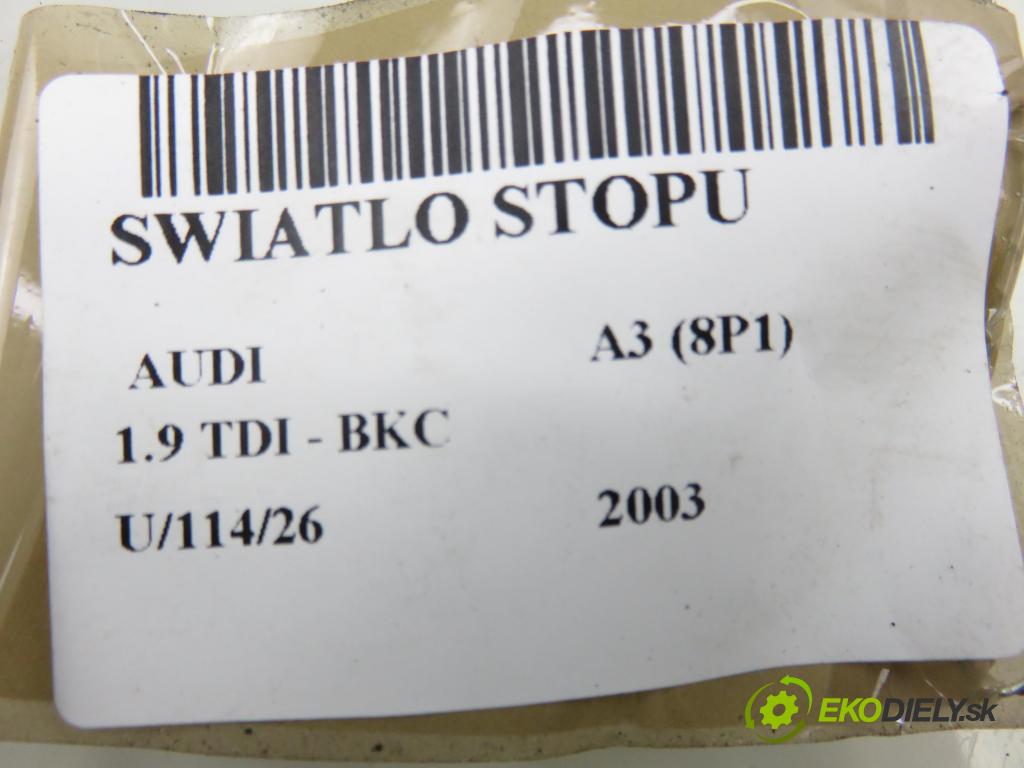 SWIATLO STOPU
AUDI A3 (8P1)
1.9 TDI - BKC
U/114/26 2003
EKODIELY.sk